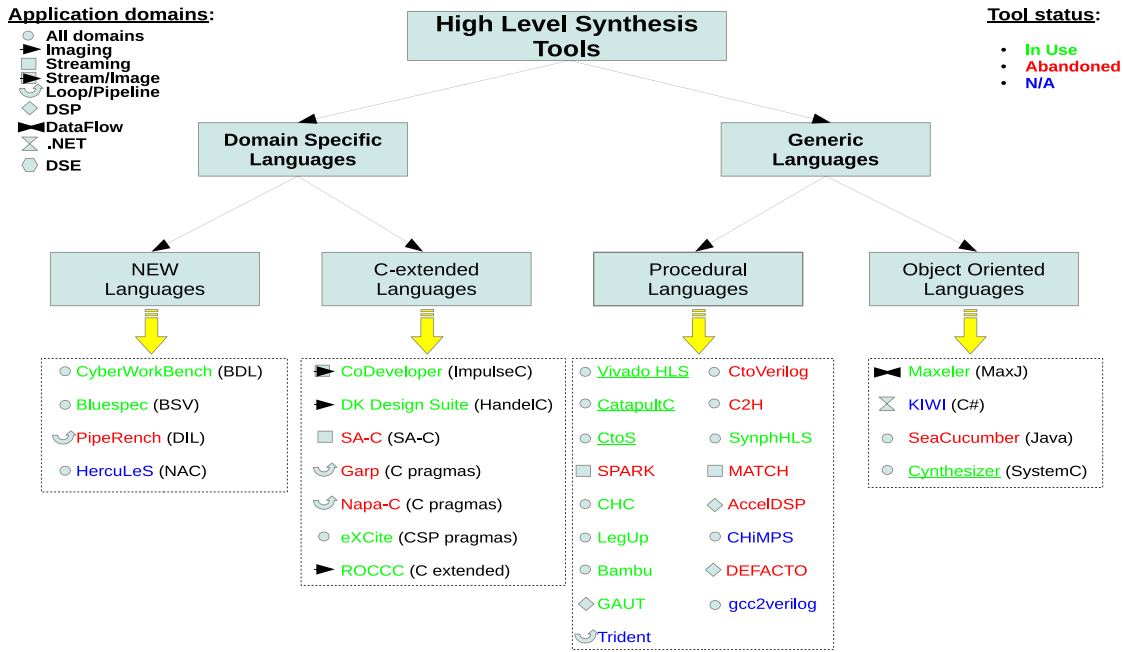 Application domains:
All domains
Imaging
Streaming
Stream/Image
Loop/Pipeline
DSP
DataFlow
.NET
DSE
High Level Synthesis
Tools
Tool status:
In Use
Abandoned
N/A
Domain Specific
Languages
Generic
Languages
NEW
Languages
C-extended
Languages
Procedural
Languages
Object Oriented
Languages
CyberWorkBench (BDL)
Bluespec (BSV)
PipeRench (DIL)
HercuLeS (NAC)
CoDeveloper (ImpulseC)
DK Design Suite (HandelC)
SA-C (SA-C)
Garp (C pragmas)
Napa-C (C pragmas)
eXCite (CSP pragmas)
ROCCC (C extended)
Vivado HLS
CatapultC
CtoS
SPARK
CHC
LegUp
Bambu
GAUT
Trident
CtoVerilog
C2H
SynphHLS
MATCH
AccelDSP
CHiMPS
DEFACTO
gcc2verilog
Maxeler (MaxJ)
KIWI (C#)
SeaCucumber (Java)
Cynthesizer (SystemC)